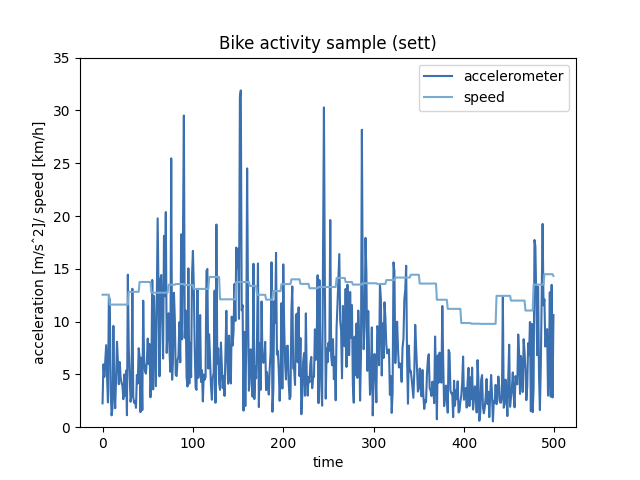 Bike activity sample (sett)
accelerometer
speed
35
30
25
20
15
10
5
0
acceleration [m/sˆ2]/ speed [km/h]
0 100 200 300 400 500
time